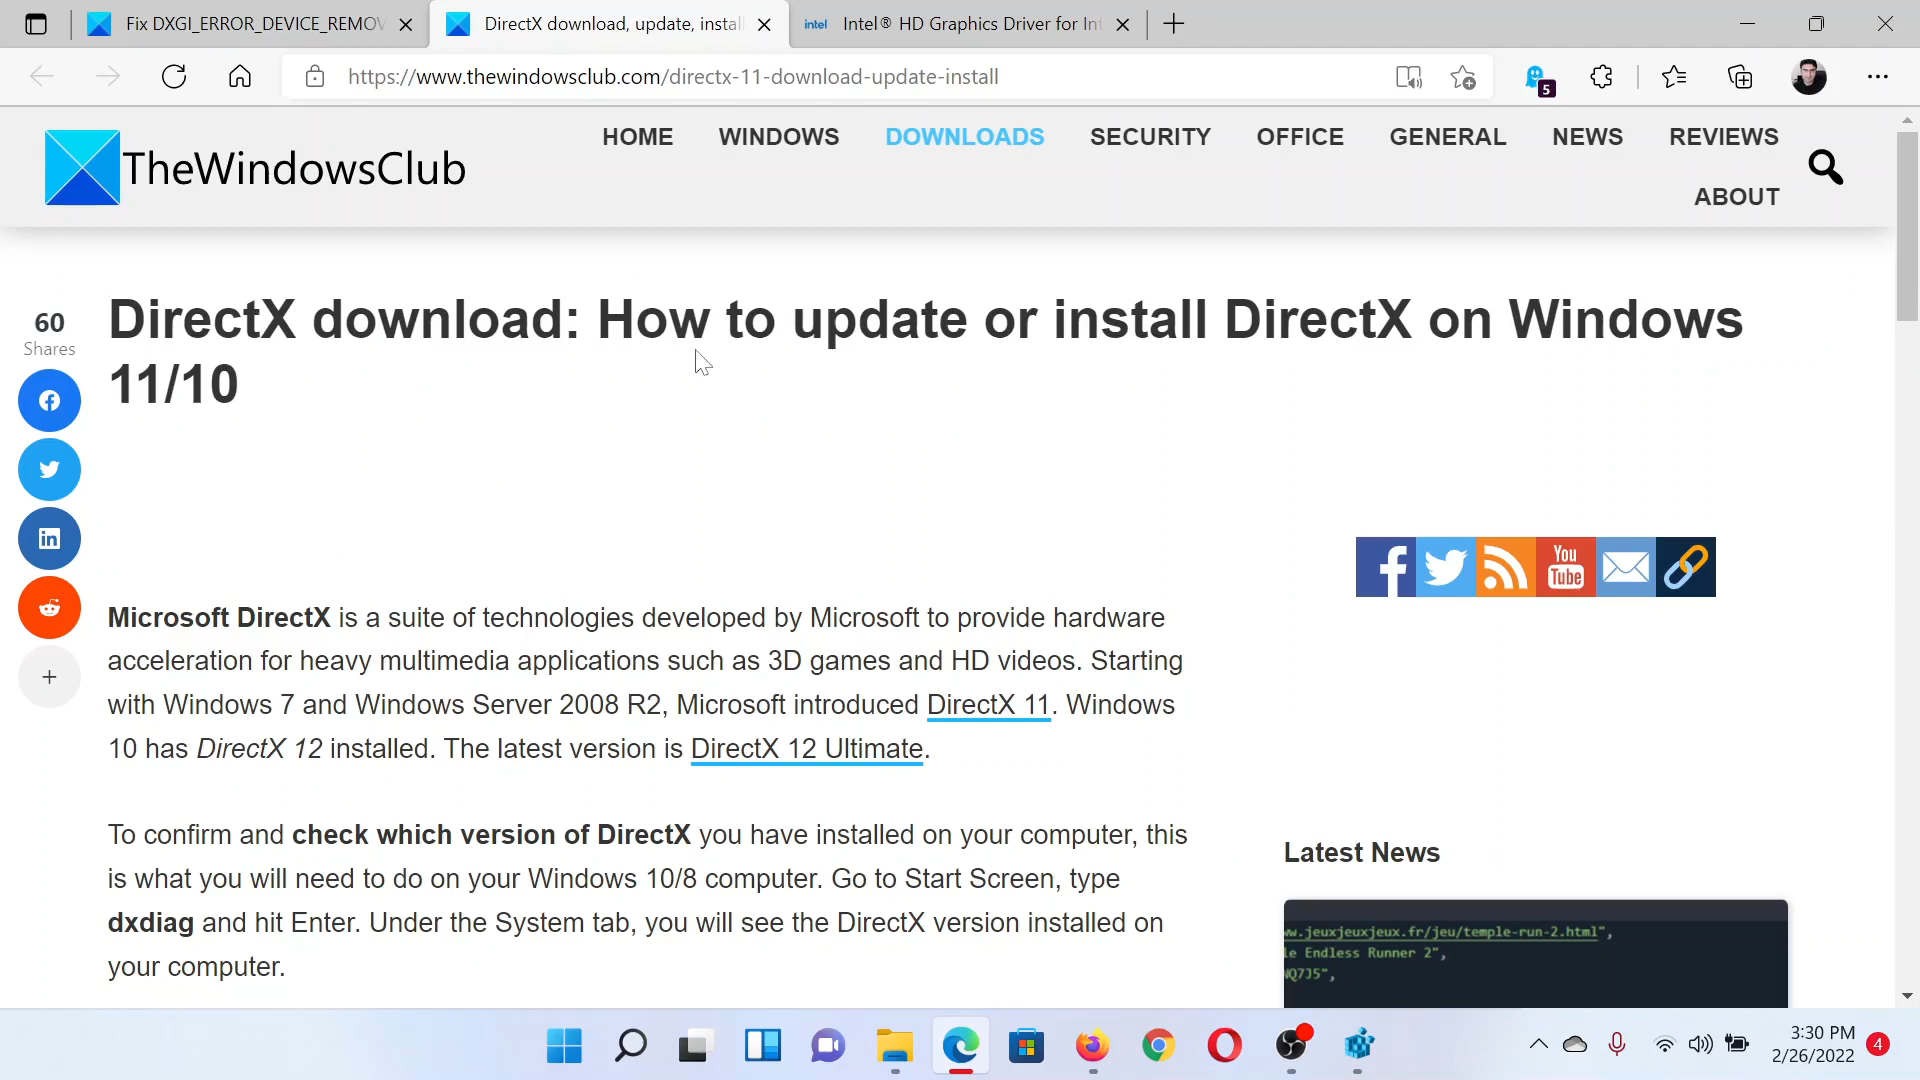 Fix DXGI_ERROR_DEVICE_REMOV
DirectX download, update, instal
intel
Intel® HD Graphics Driver for Int
https://www.thewindowsclub.com/directx-11-download-update-install
5
TheWindowsClub
HOME WINDOWS DOWNLOADS SECURITY OFFICE GENERAL NEWS REVIEWS
ABOUT
60
Shares
DirectX download: How to update or install DirectX on Windows
11/10
You
Tube
Microsoft DirectX is a suite of technologies developed by Microsoft to provide hardware
acceleration for heavy multimedia applications such as 3D games and HD videos. Starting
with Windows 7 and Windows Server 2008 R2, Microsoft introduced DirectX 11. Windows
10 has DirectX 12 installed. The latest version is DirectX 12 Ultimate.
To confirm and check which version of DirectX you have installed on your computer, this
is what you will need to do on your Windows 10/8 computer. Go to Start Screen, type
dxdiag and hit Enter. Under the System tab, you will see the DirectX version installed on
your computer.
Latest News
w.jeuxjeuxjeux.fr/jeu/temple-run-2.html",
le Endless Runner 2",
NQ7J5",
3:30 PM
2/26/2022
4